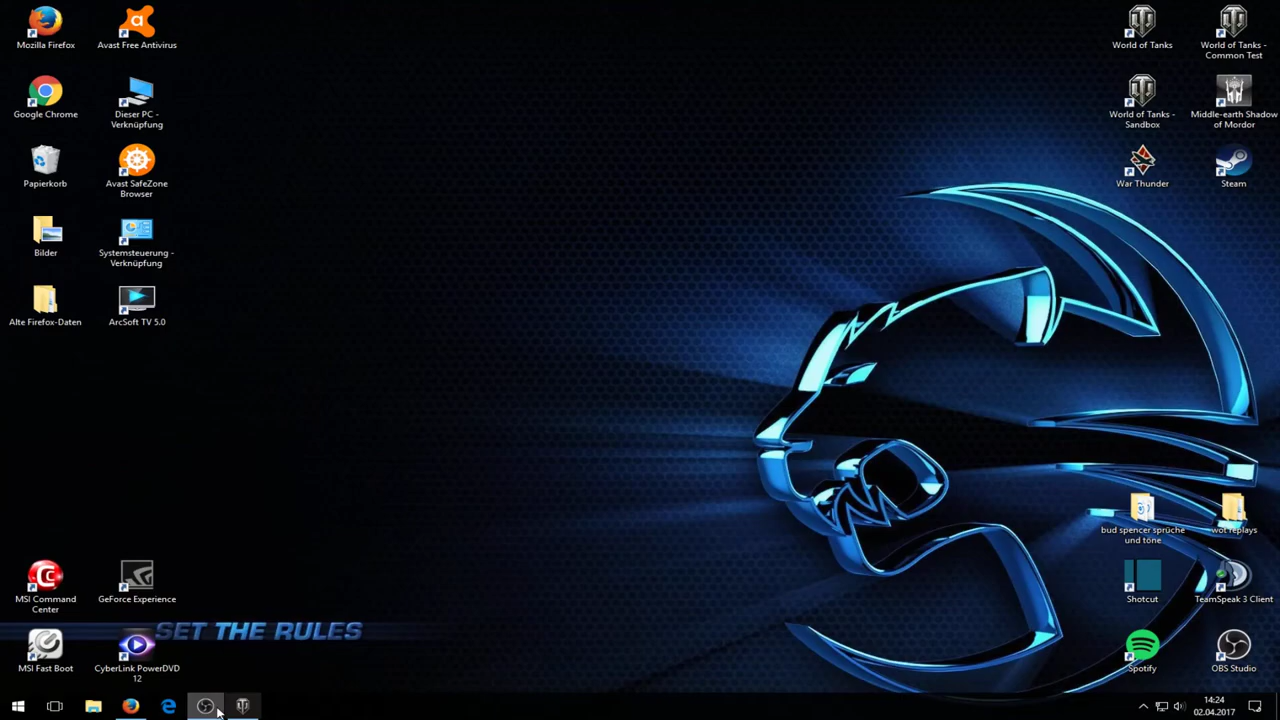 Mozilla Firefox
Avast Free Antivirus
World of Tanks
World of Tanks -
Common Test
Google Chrome
Dieser PC -
Verknüpfung
World of Tanks -
Sandbox
Middle-earth Shadow
of Mordor
Papierkorb
Avast SafeZone
Browser
War Thunder
Steam
Bilder
Systemsteuerung -
Verknüpfung
Alte Firefox-Daten
ArcSoft TV 5.0
bud spencer sprüche
und töne
wot replays
MSI Command
Center
GeForce Experience
Shotcut
TeamSpeak 3 Client
SET THE RULES
MSI Fast Boot
CyberLink PowerDVD
12
Spotify
OBS Studio
14:24
02.04.2017